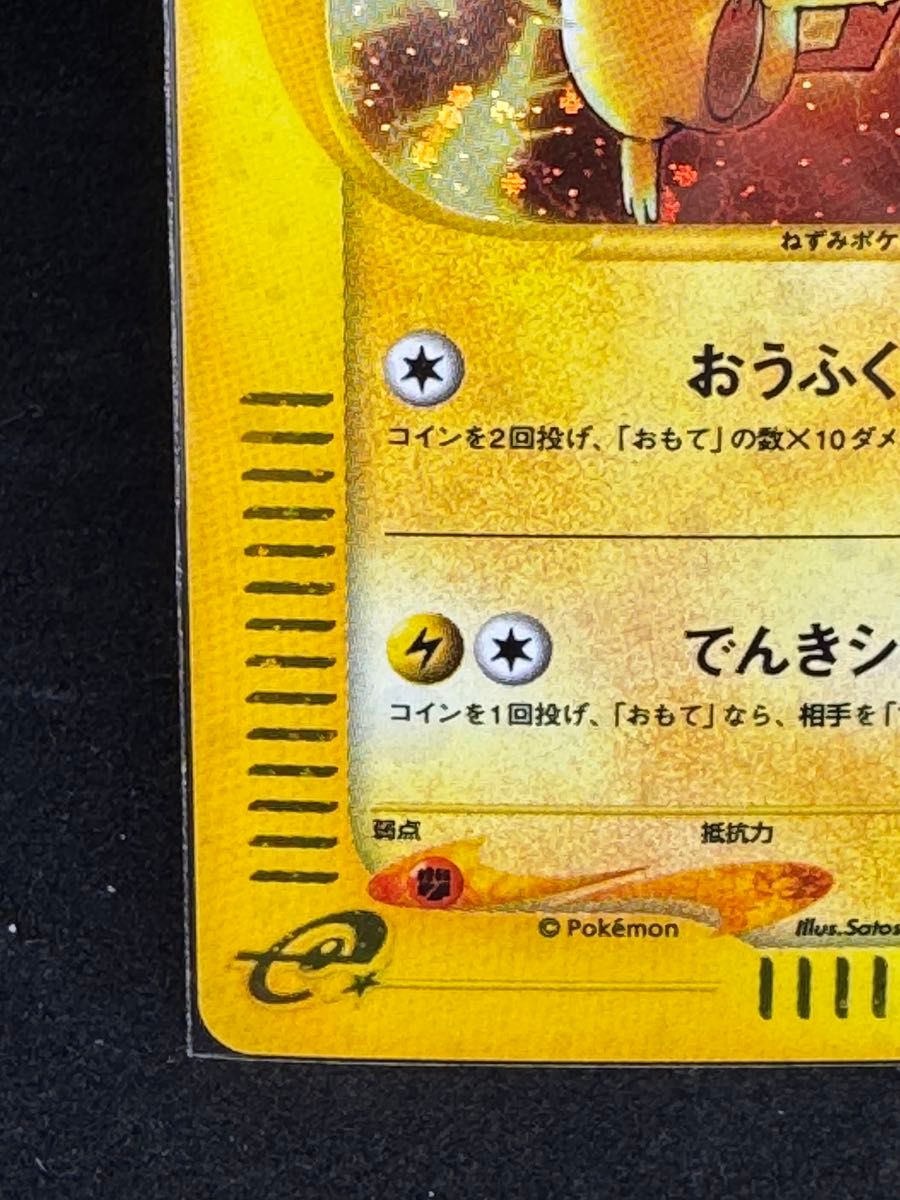 ねずみポケ
おうふく
コインを2回投げ、「おもて」の数×10ダメ
でんきシ
コインを1回投げ、「おもて」なら、相手を「
弱点
抵抗力
© Pokémon
Illus.Satos
e